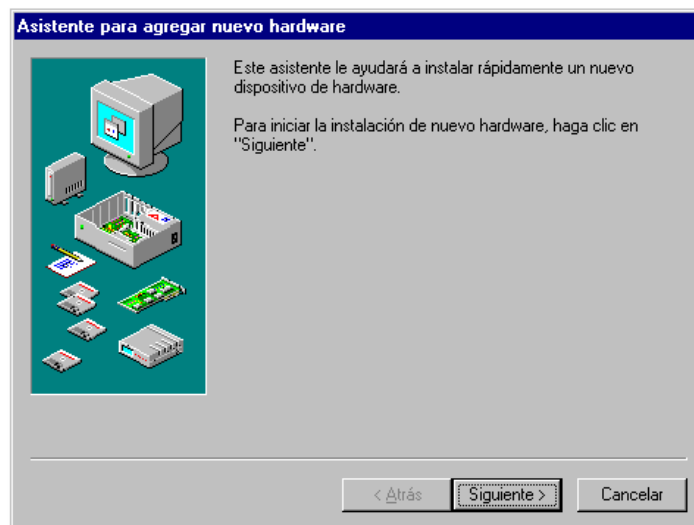 Asistente para agregar nuevo hardware
Este asistente le ayudará a instalar rápidamente un nuevo
dispositivo de hardware.
Para iniciar la instalación de nuevo hardware, haga clic en
"Siguiente".
< Atrás
Siguiente >
Cancelar